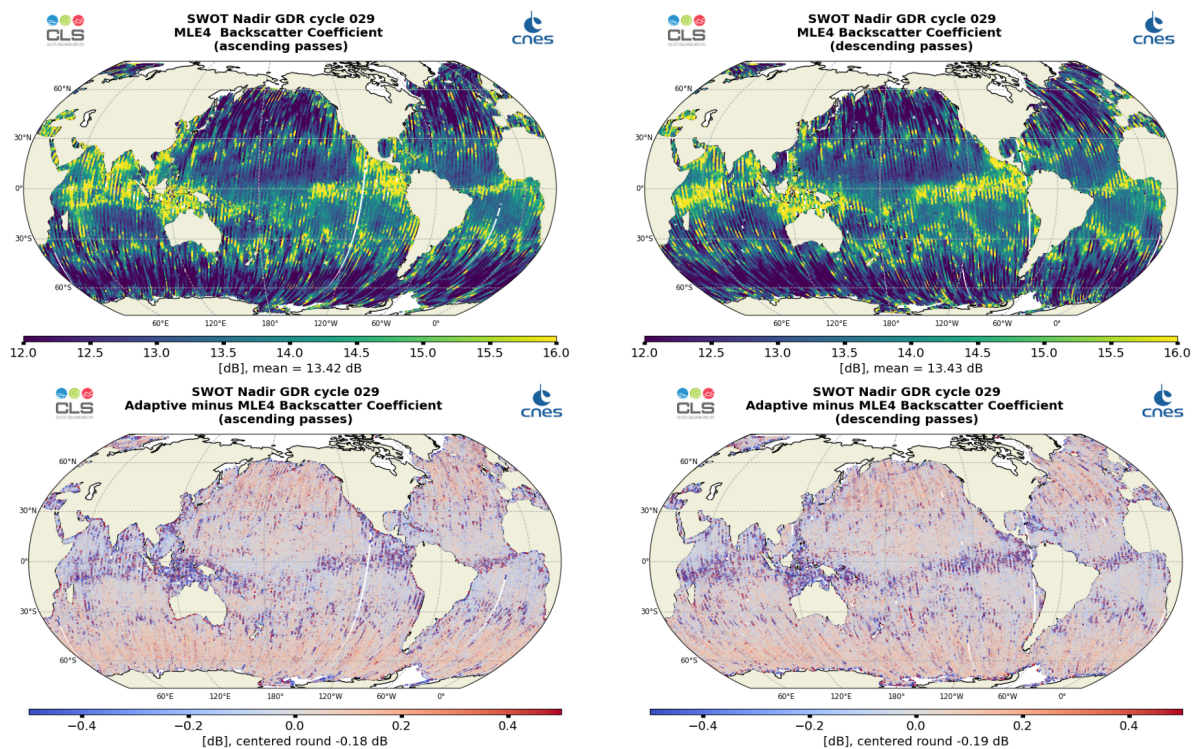 SWOT Nadir GDR cycle 029
MLE4  Backscatter Coefficient
(ascending passes)
CLS
cnes
60°N
30°N
0°
30°S
60°S
60°E
120°E
180°
120°W
60°W
0°
12.0
12.5
13.0
13.5
14.0
14.5
15.0
15.5
16.0
[dB], mean = 13.42 dB
SWOT Nadir GDR cycle 029
MLE4 Backscatter Coefficient
(descending passes)
CLS
cnes
60°N
30°N
0°
30°S
60°S
60°E
120°E
180°
120°W
60°W
0°
12.0
12.5
13.0
13.5
14.0
14.5
15.0
15.5
16.0
[dB], mean = 13.43 dB
SWOT Nadir GDR cycle 029
Adaptive minus MLE4 Backscatter Coefficient
(ascending passes)
CLS
cnes
60°N
30°N
0°
30°S
60°S
60°E
120°E
180°
120°W
60°W
0°
−0.4
−0.2
0.0
0.2
0.4
[dB], centered round -0.18 dB
SWOT Nadir GDR cycle 029
Adaptive minus MLE4 Backscatter Coefficient
(descending passes)
CLS
cnes
60°N
30°N
0°
30°S
60°S
60°E
120°E
180°
120°W
60°W
0°
−0.4
−0.2
0.0
0.2
0.4
[dB], centered round -0.19 dB